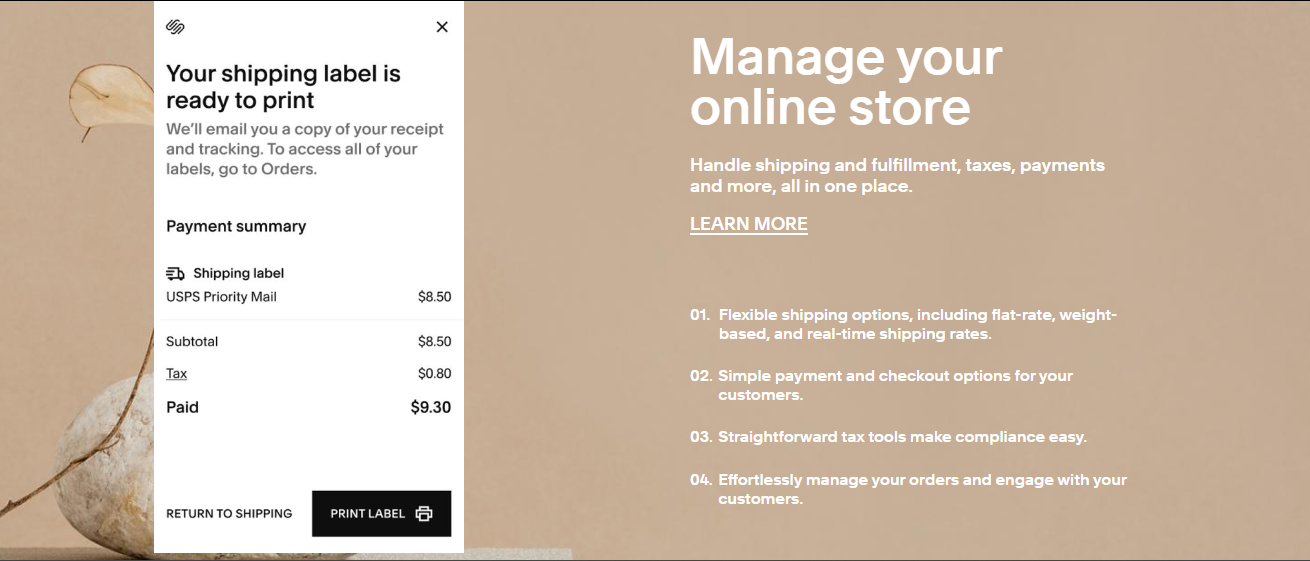 Your shipping label is
ready to print
We'll email you a copy of your receipt
and tracking. To access all of your
labels, go to Orders.
Payment summary
Shipping label
USPS Priority Mail $8.50
Subtotal $8.50
Tax $0.80
Paid $9.30
RETURN TO SHIPPING PRINT LABEL
Manage your
online store
Handle shipping and fulfillment, taxes, payments
and more, all in one place.
LEARN MORE
01. Flexible shipping options, including flat-rate, weight-
based, and real-time shipping rates.
02. Simple payment and checkout options for your
customers.
03. Straightforward tax tools make compliance easy.
04. Effortlessly manage your orders and engage with your
customers.